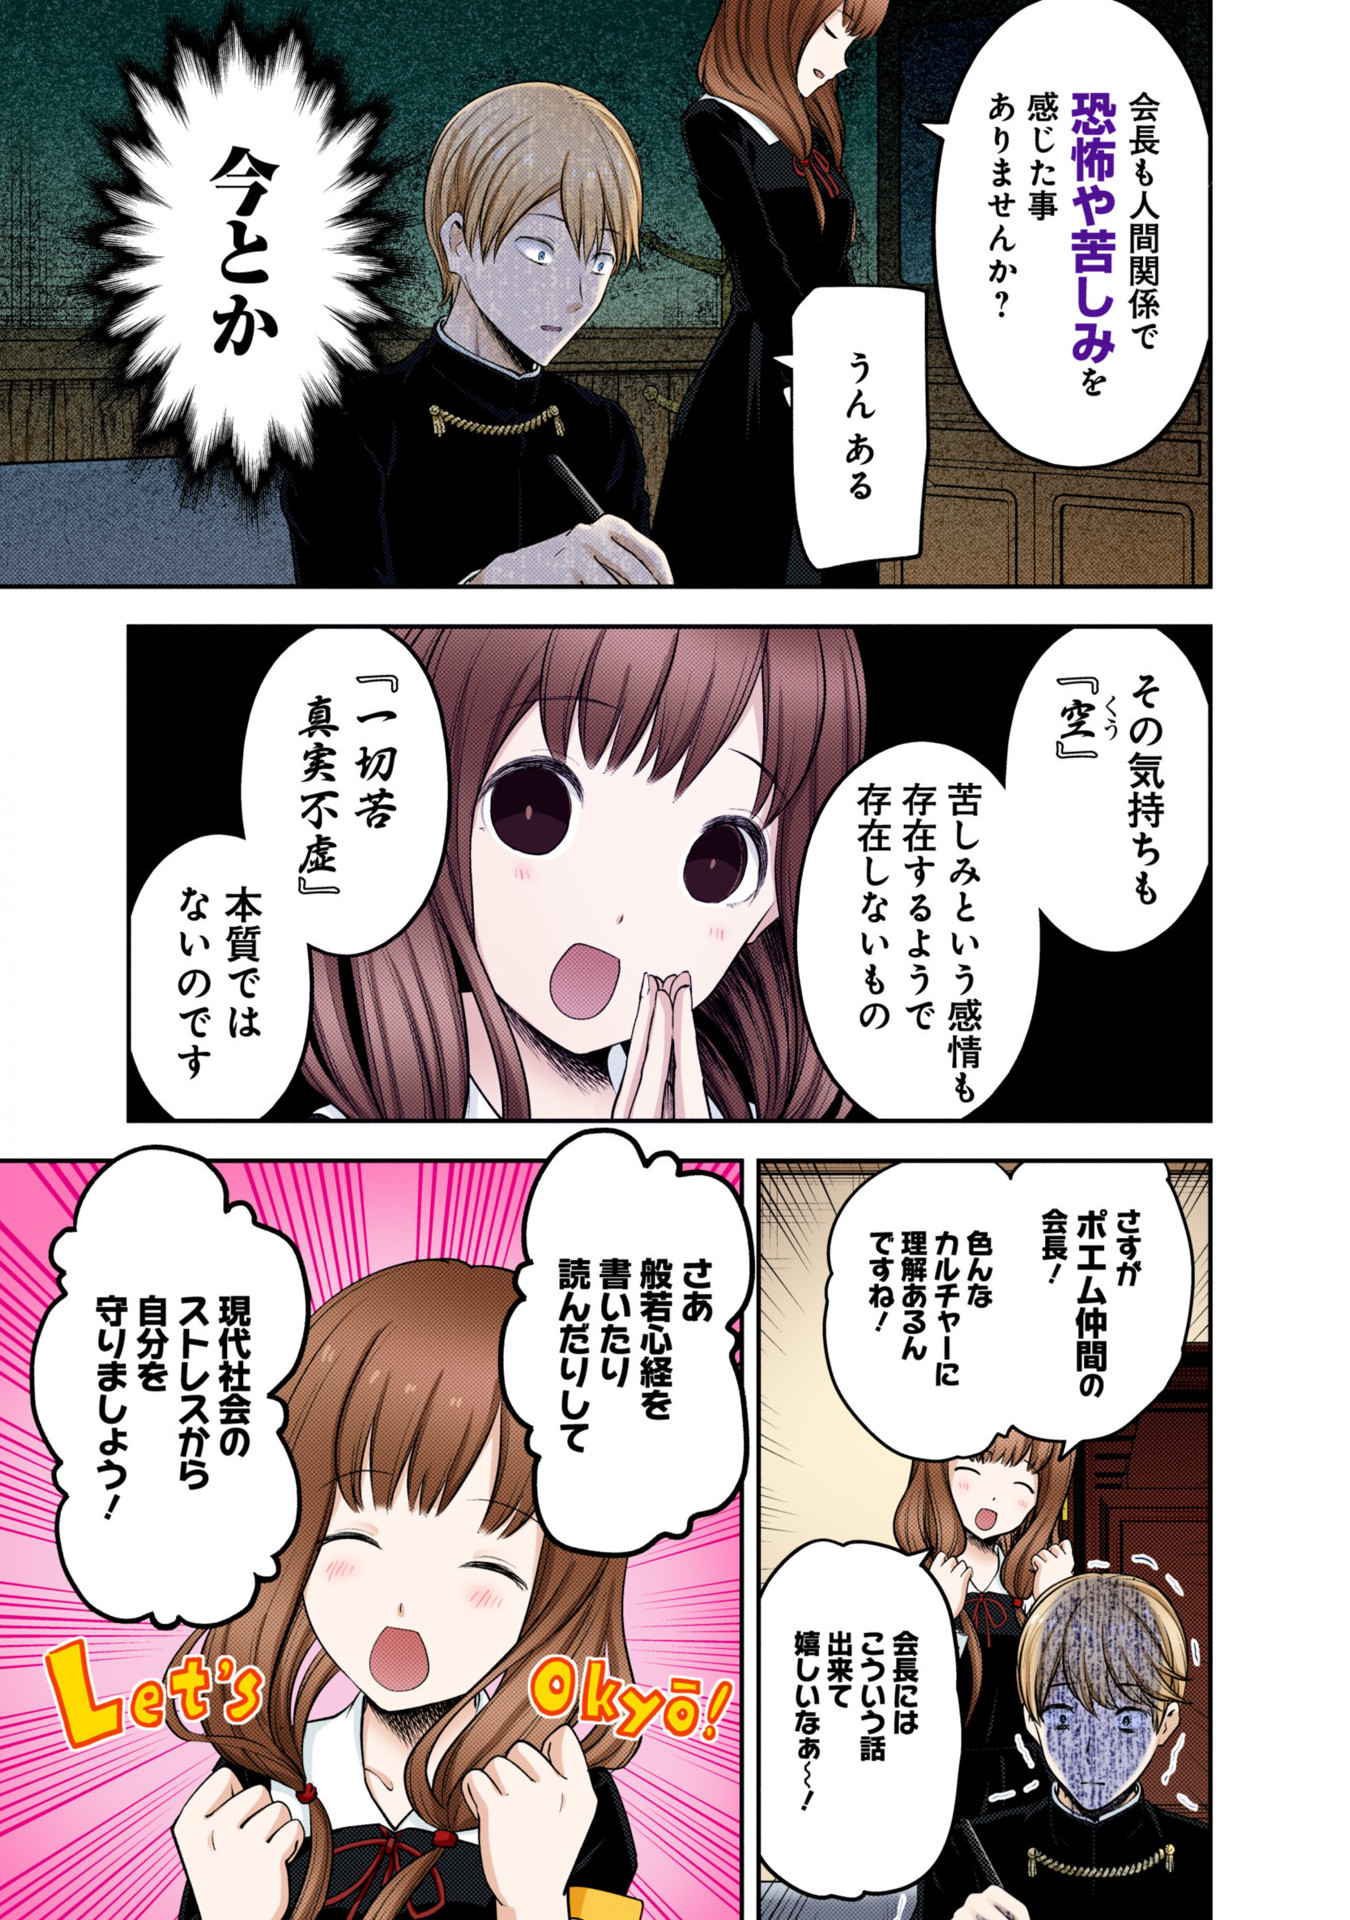 会長も人間関係で
恐怖や苦しみを
感じた事
ありませんか？
うん ある
今とか
その気持ちも
『空』
くう
苦しみという感情も
存在するようで
存在しないもの
『一切苦
真実不虚』
本質では
ないのです
さすが
ポエム仲間の
会長！
色んな
カルチャーに
理解あるん
ですね！
会長には
こういう話
出来て
嬉しいなぁ〜！
さあ
般若心経を
書いたり
読んだりして
現代社会の
ストレスから
自分を
守りましょう！
Let's Okyō!